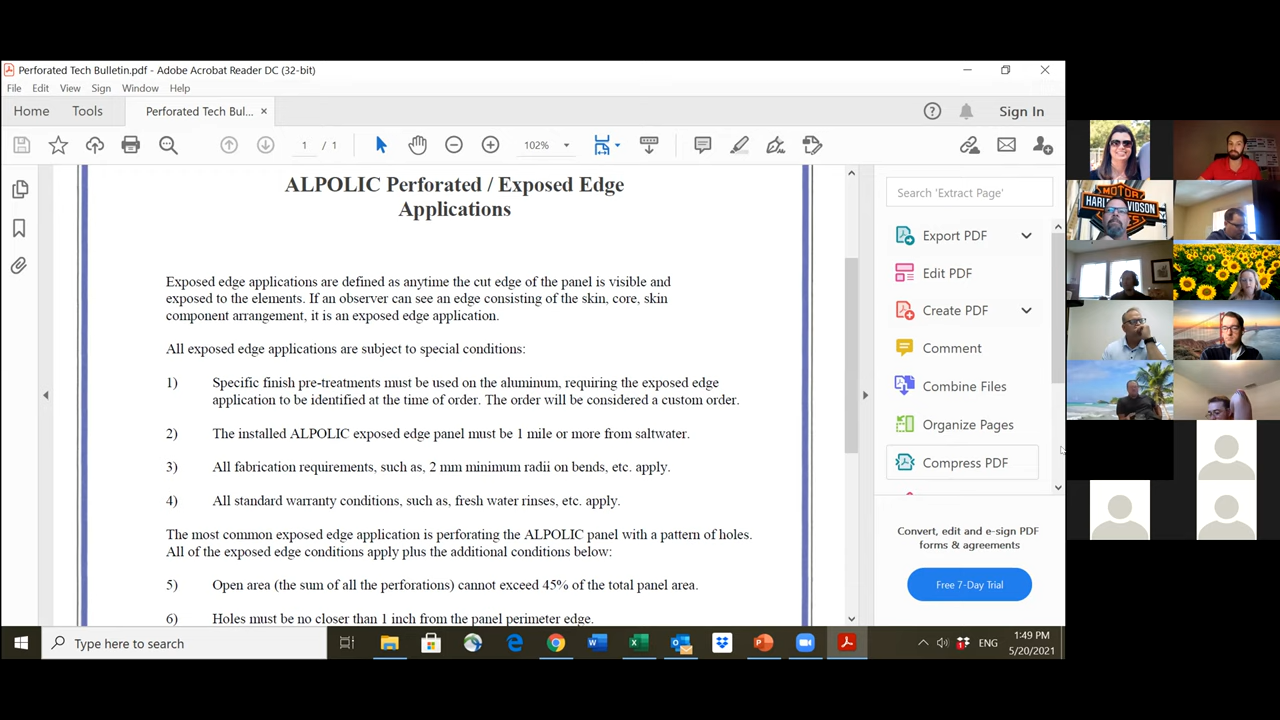 Perforated Tech Bulletin.pdf - Adobe Acrobat Reader DC (32-bit)
File Edit View Sign Window Help
Home Tools Perforated Tech Bul... × Sign In
1 / 1 102%
ALPOLIC Perforated / Exposed Edge
Applications
Exposed edge applications are defined as anytime the cut edge of the panel is visible and
exposed to the elements. If an observer can see an edge consisting of the skin, core, skin
component arrangement, it is an exposed edge application.
All exposed edge applications are subject to special conditions:
1) Specific finish pre-treatments must be used on the aluminum, requiring the exposed edge
application to be identified at the time of order. The order will be considered a custom order.
2) The installed ALPOLIC exposed edge panel must be 1 mile or more from saltwater.
3) All fabrication requirements, such as, 2 mm minimum radii on bends, etc. apply.
4) All standard warranty conditions, such as, fresh water rinses, etc. apply.
The most common exposed edge application is perforating the ALPOLIC panel with a pattern of holes.
All of the exposed edge conditions apply plus the additional conditions below:
5) Open area (the sum of all the perforations) cannot exceed 45% of the total panel area.
6) Holes must be no closer than 1 inch from the panel perimeter edge.
Search 'Extract Page'
Export PDF
Edit PDF
Create PDF
Comment
Combine Files
Organize Pages
Compress PDF
Convert, edit and e-sign PDF
forms & agreements
Free 7-Day Trial
MOTOR
HARLEY-DAVIDSON
Type here to search
ENG
1:49 PM
5/20/2021